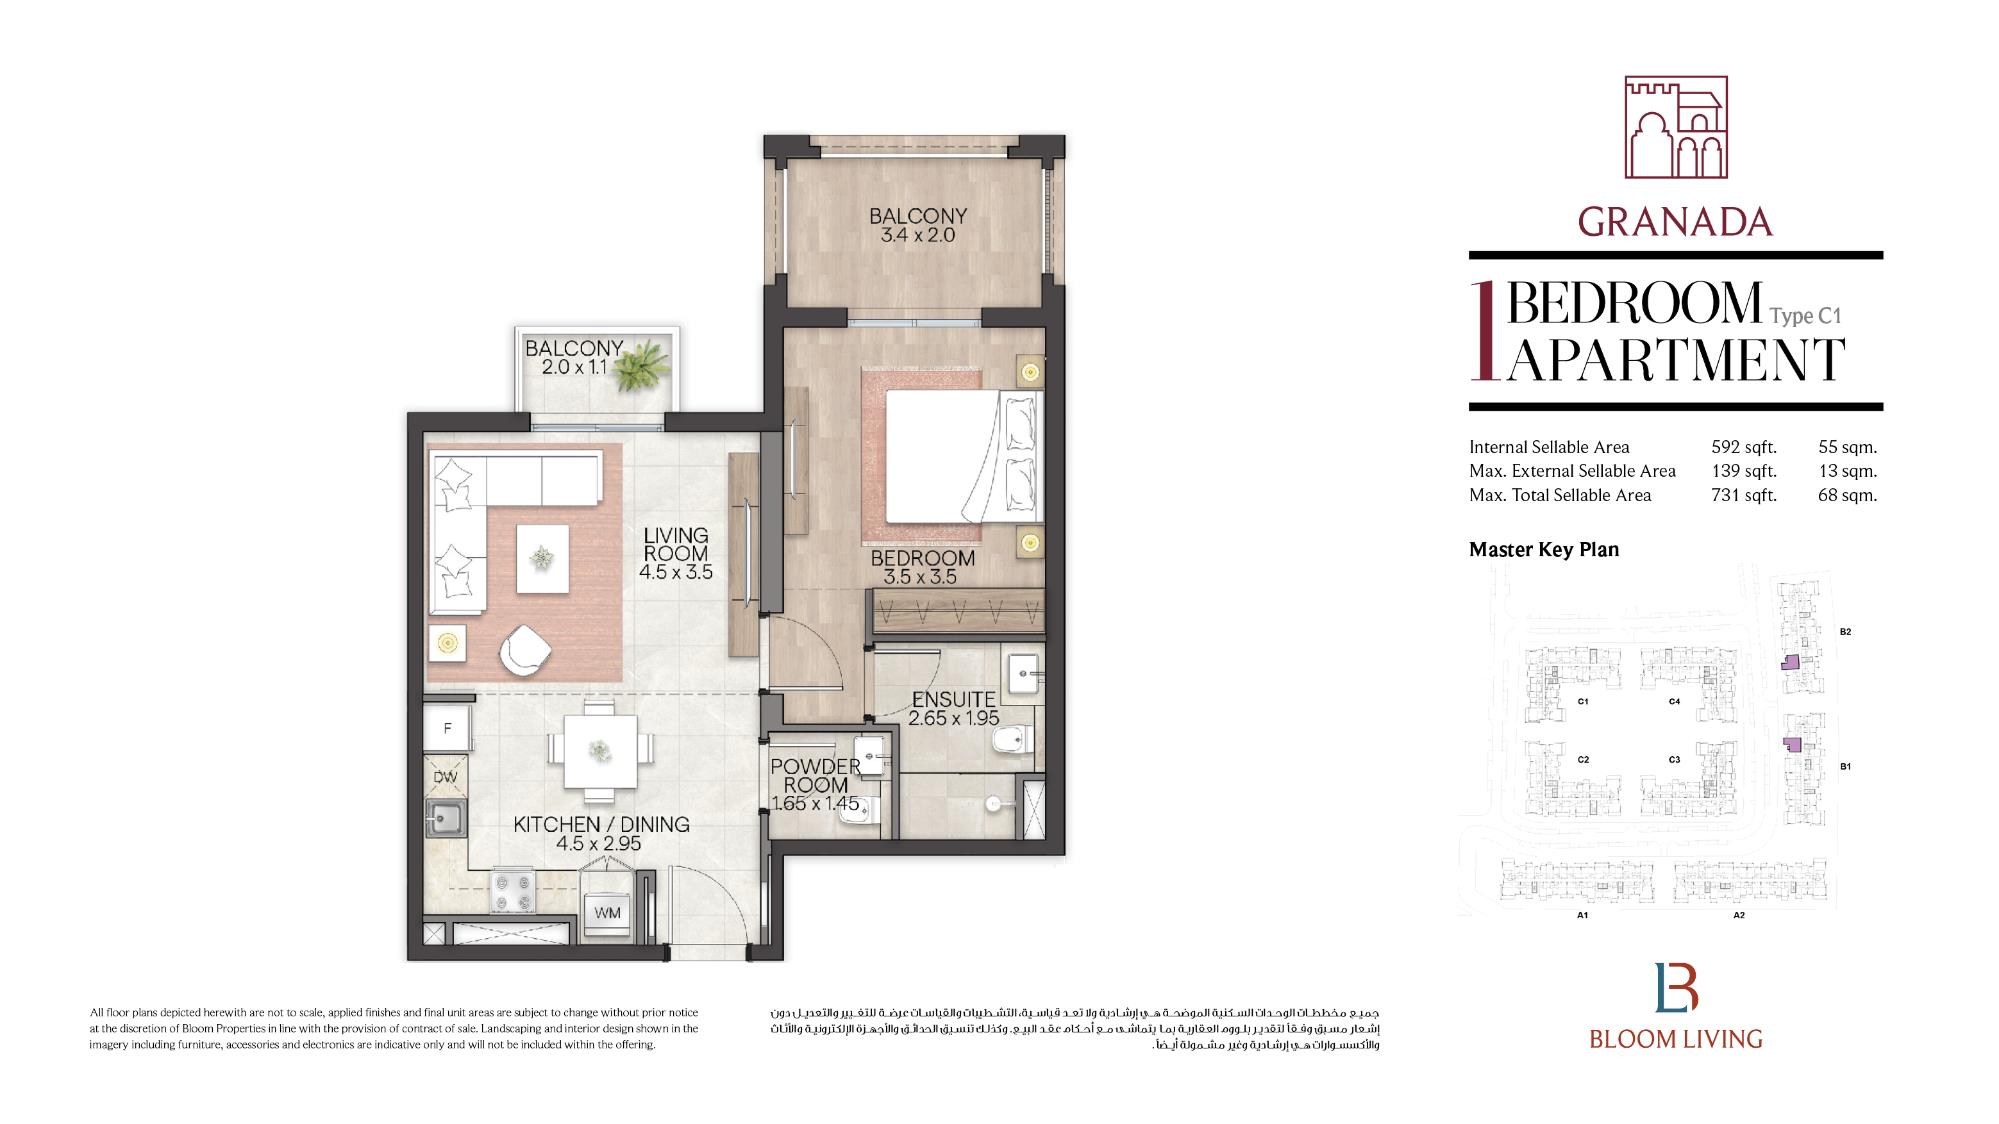 BALCONY
3.4 x 2.0
BALCONY
2.0 x 1.1
LIVING
ROOM
4.5 x 3.5
BEDROOM
3.5 x 3.5
ENSUITE
2.65 x 1.95
F
DW
POWDER
ROOM
1.65 x 1.45
KITCHEN / DINING
4.5 x 2.95
WM
GRANADA
1 BEDROOM Type C1
APARTMENT
Internal Sellable Area 592 sqft. 55 sqm.
Max. External Sellable Area 139 sqft. 13 sqm.
Max. Total Sellable Area 731 sqft. 68 sqm.
Master Key Plan
B2
C1 C4
C2 C3
B1
A1 A2
LB
BLOOM LIVING
All floor plans depicted herewith are not to scale, applied finishes and final unit areas are subject to change without prior notice
at the discretion of Bloom Properties in line with the provision of contract of sale. Landscaping and interior design shown in the
imagery including furniture, accessories and electronics are indicative only and will not be included within the offering.
جميع مخططات الوحدات السكنية الموضحة هي إرشادية ولا تعد قياسية، التشطيبات والقياسات عرضة للتغيير والتعديل دون
إشعار مسبق وفقاً لتقدير بلووم العقارية بما يتماشى مع أحكام عقد البيع. وكذلك تنسيق الحدائق والأجهزة الإلكترونية والأثاث
والأكسسوارات هي إرشادية وغير مشمولة أيضاً.